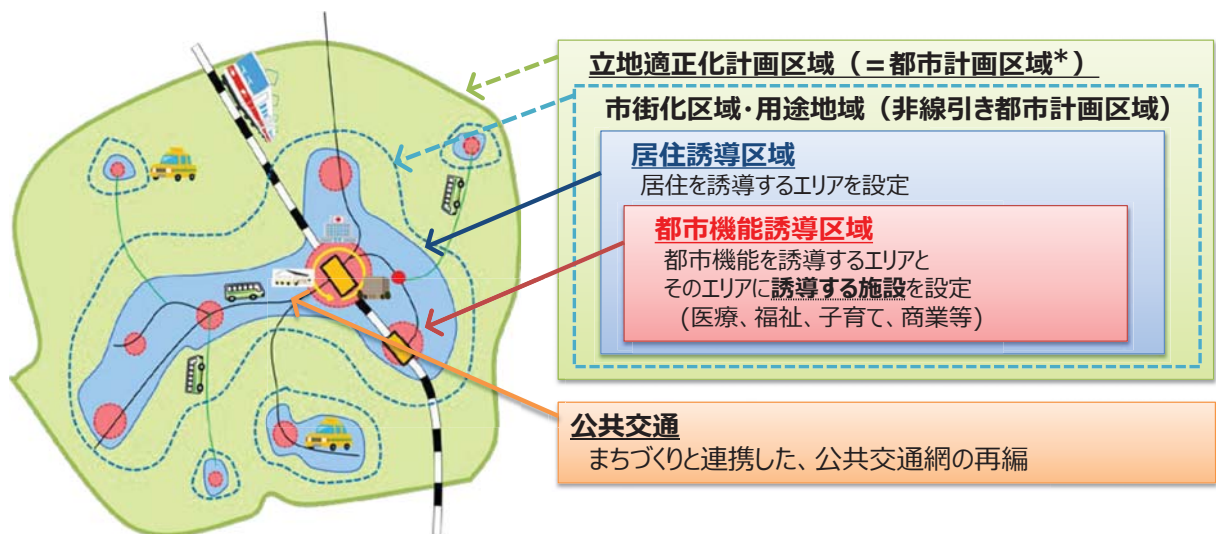 立地適正化計画区域（＝都市計画区域*）
市街化区域・用途地域（非線引き都市計画区域）
居住誘導区域
居住を誘導するエリアを設定
都市機能誘導区域
都市機能を誘導するエリアと
そのエリアに誘導する施設を設定
(医療、福祉、子育て、商業等)
公共交通
まちづくりと連携した、公共交通網の再編